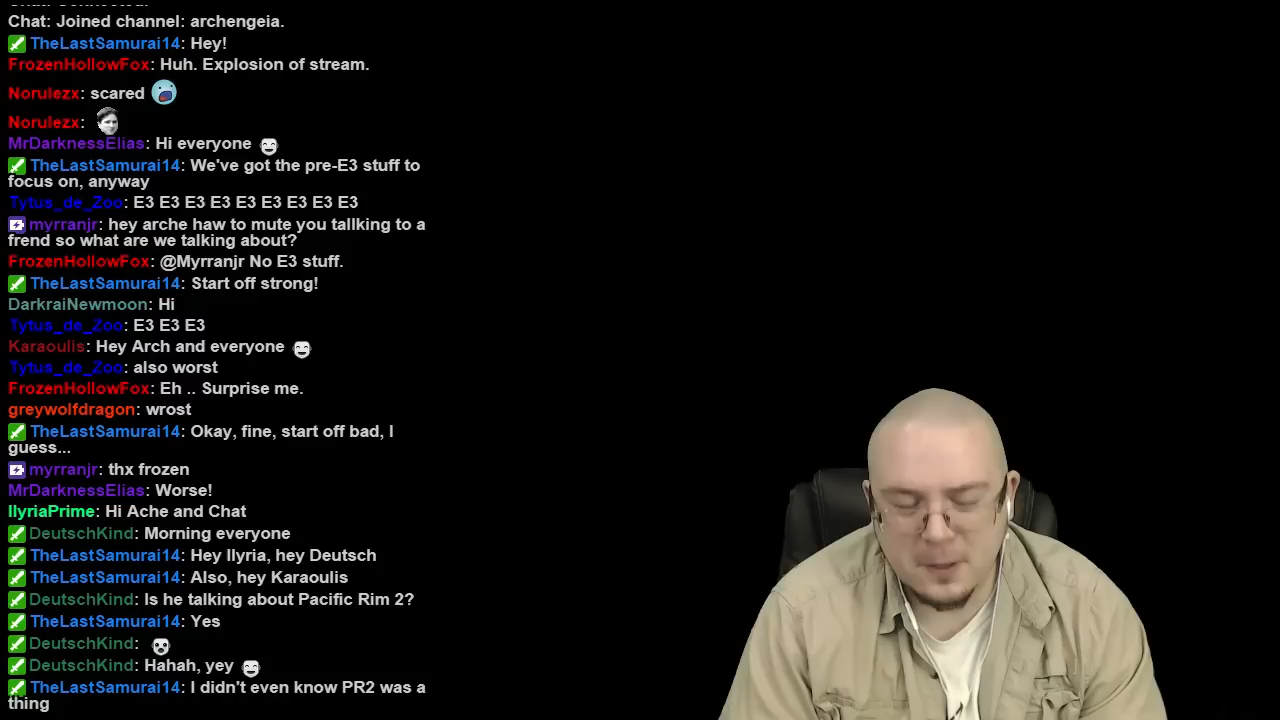 Chat: Joined channel: archengeia.
TheLastSamurai14: Hey!
FrozenHollowFox: Huh. Explosion of stream.
Norulezx: scared
Norulezx:
MrDarknessElias: Hi everyone
TheLastSamurai14: We've got the pre-E3 stuff to
focus on, anyway
Tytus_de_Zoo: E3 E3 E3 E3 E3 E3 E3 E3 E3
myrranjr: hey arche haw to mute you tallking to a
frend so what are we talking about?
FrozenHollowFox: @Myrranjr No E3 stuff.
TheLastSamurai14: Start off strong!
DarkraiNewmoon: Hi
Tytus_de_Zoo: E3 E3 E3
Karaoulis: Hey Arch and everyone
Tytus_de_Zoo: also worst
FrozenHollowFox: Eh .. Surprise me.
greywolfdragon: wrost
TheLastSamurai14: Okay, fine, start off bad, I
guess...
myrranjr: thx frozen
MrDarknessElias: Worse!
IlyriaPrime: Hi Ache and Chat
DeutschKind: Morning everyone
TheLastSamurai14: Hey Ilyria, hey Deutsch
TheLastSamurai14: Also, hey Karaoulis
DeutschKind: Is he talking about Pacific Rim 2?
TheLastSamurai14: Yes
DeutschKind:
DeutschKind: Hahah, yey
TheLastSamurai14: I didn't even know PR2 was a
thing